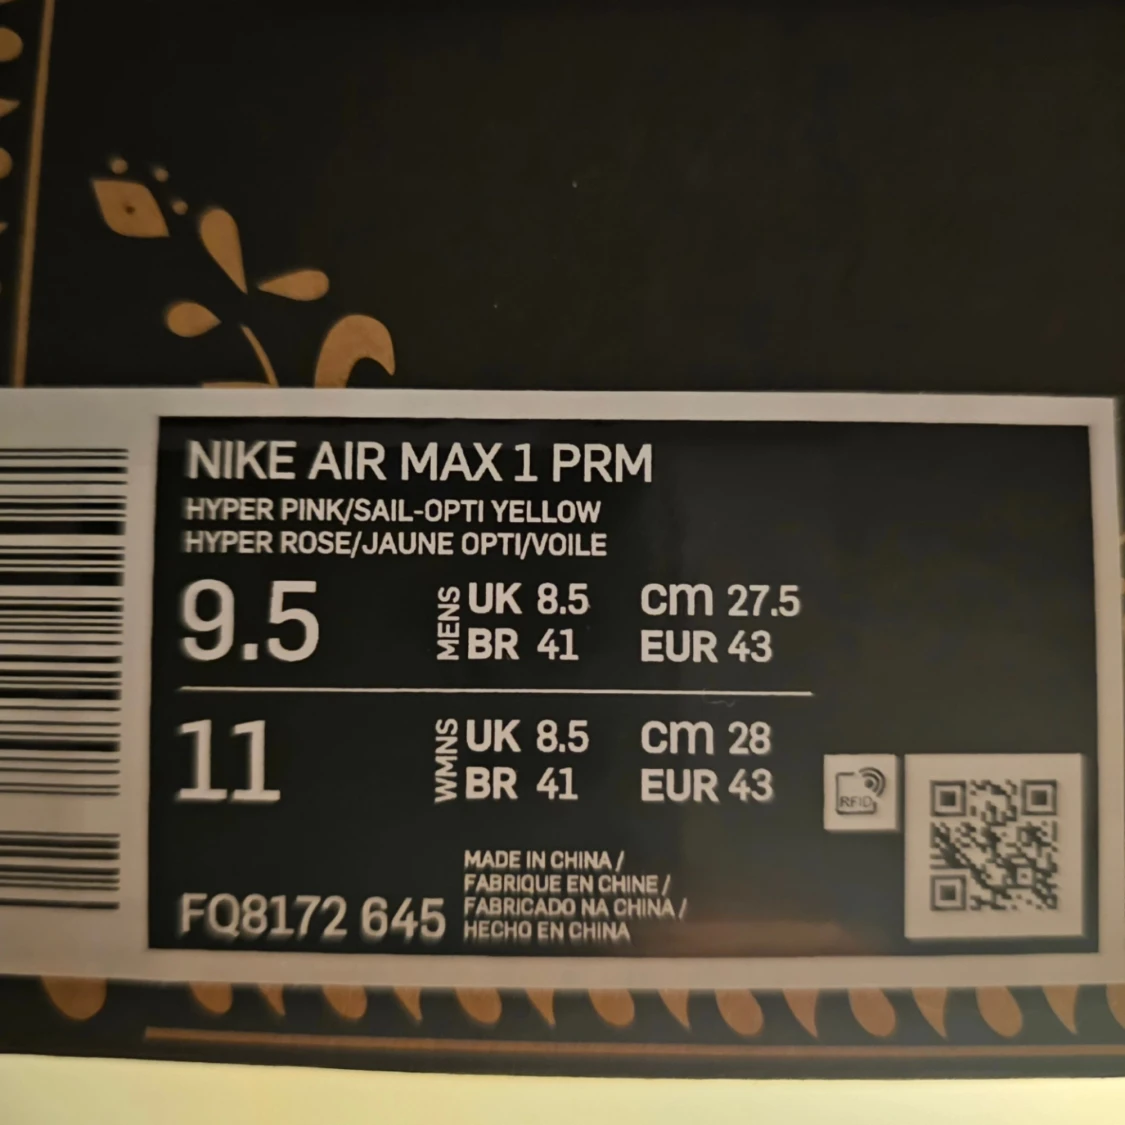 NIKE AIR MAX 1 PRM
HYPER PINK/SAIL-OPTI YELLOW
HYPER ROSE/JAUNE OPTI/VOILE
9.5
MENS
UK 8.5 cm 27.5
BR 41 EUR 43
11
WMNS
UK 8.5 cm 28
BR 41 EUR 43
RFID
MADE IN CHINA /
FABRIQUE EN CHINE /
FABRICADO NA CHINA /
HECHO EN CHINA
FQ8172 645